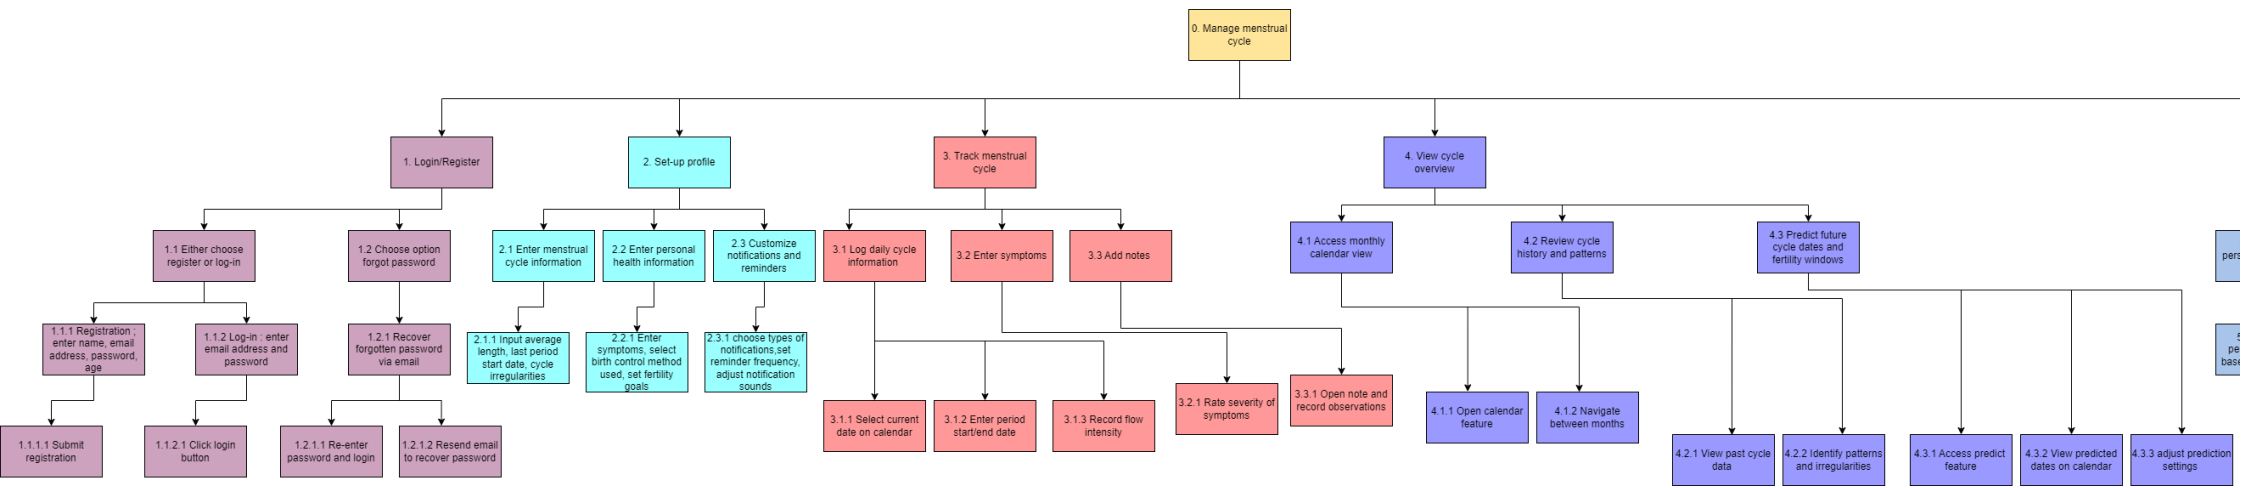 0. Manage menstrual
cycle
1. Login/Register
2. Set-up profile
3. Track menstrual
cycle
4. View cycle
overview
1.1 Either choose
register or log-in
1.2 Choose option
forgot password
2.1 Enter menstrual
cycle information
2.2 Enter personal
health information
2.3 Customize
notifications and
reminders
3.1 Log daily cycle
information
3.2 Enter symptoms
3.3 Add notes
4.1 Access monthly
calendar view
4.2 Review cycle
history and patterns
4.3 Predict future
cycle dates and
fertility windows
1.1.1 Registration ;
enter name, email
address, password,
age
1.1.2 Log-in : enter
email address and
password
1.2.1 Recover
forgotten password
via email
2.1.1 Input average
length, last period
start date, cycle
irregularities
2.2.1 Enter
symptoms, select
birth control method
used, set fertility
goals
2.3.1 choose types of
notifications,set
reminder frequency,
adjust notification
sounds
1.1.1.1 Submit
registration
1.1.2.1 Click login
button
1.2.1.1 Re-enter
password and login
1.2.1.2 Resend email
to recover password
3.1.1 Select current
date on calendar
3.1.2 Enter period
start/end date
3.1.3 Record flow
intensity
3.2.1 Rate severity of
symptoms
3.3.1 Open note and
record observations
4.1.1 Open calendar
feature
4.1.2 Navigate
between months
4.2.1 View past cycle
data
4.2.2 Identify patterns
and irregularities
4.3.1 Access predict
feature
4.3.2 View predicted
dates on calendar
4.3.3 adjust prediction
settings